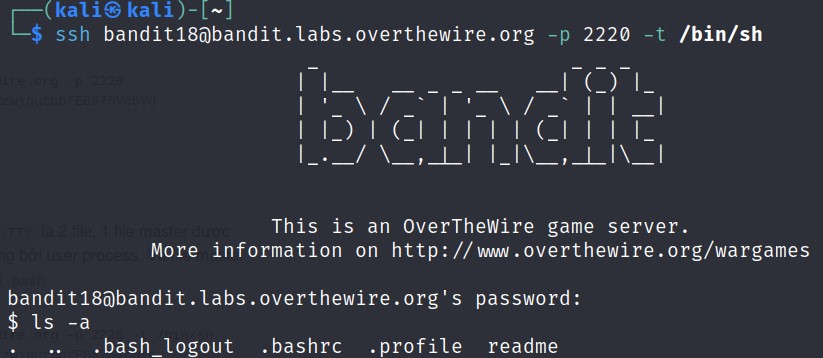 ┌──(kali㉿kali)-[~]
└─$ ssh bandit18@bandit.labs.overthewire.org -p 2220 -t /bin/sh
bandit
This is an OverTheWire game server.
More information on http://www.overthewire.org/wargames
bandit18@bandit.labs.overthewire.org's password:
$ ls -a
.  ..  .bash_logout  .bashrc  .profile  readme